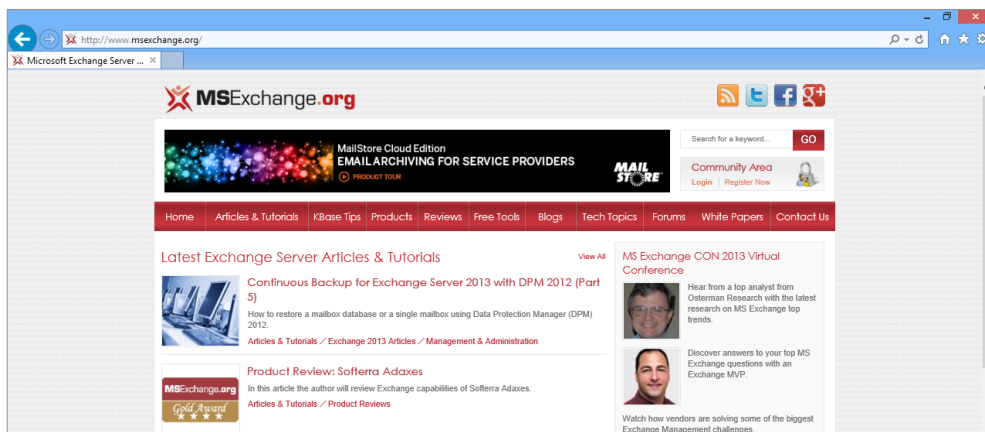 http://www.msexchange.org/
Microsoft Exchange Server ...
MSExchange.org
MailStore Cloud Edition
EMAIL ARCHIVING FOR SERVICE PROVIDERS
PRODUCT TOUR
MAIL
STORE
Search for a keyword...
GO
Community Area
Login | Register Now
Home Articles & Tutorials KBase Tips Products Reviews Free Tools Blogs Tech Topics Forums White Papers Contact Us
Latest Exchange Server Articles & Tutorials
View All
Continuous Backup for Exchange Server 2013 with DPM 2012 (Part
5)
How to restore a mailbox database or a single mailbox using Data Protection Manager (DPM)
2012.
Articles & Tutorials / Exchange 2013 Articles / Management & Administration
MSExchange.org
Gold Award
Product Review: Softerra Adaxes
In this article the author will review Exchange capabilities of Softerra Adaxes.
Articles & Tutorials / Product Reviews
MS Exchange CON 2013 Virtual
Conference
Hear from a top analyst from
Osterman Research with the latest
research on MS Exchange top
trends.
Discover answers to your top MS
Exchange questions with an
Exchange MVP.
Watch how vendors are solving some of the biggest
Exchange Management challenges.